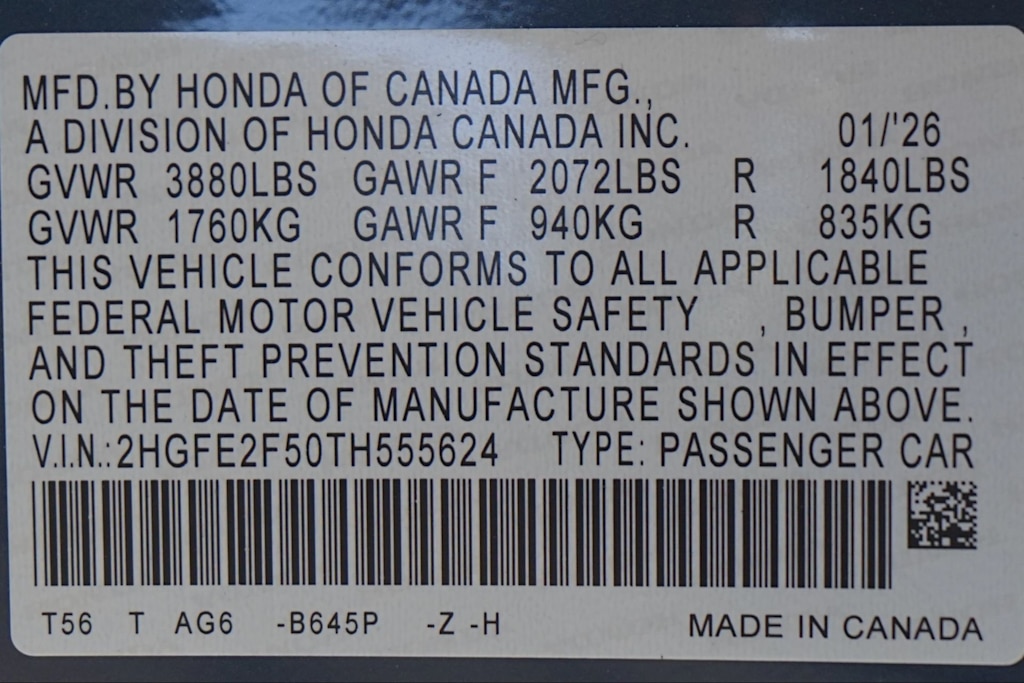 MFD.BY HONDA OF CANADA MFG.,
A DIVISION OF HONDA CANADA INC. 01/'26
GVWR 3880LBS GAWR F 2072LBS R 1840LBS
GVWR 1760KG GAWR F 940KG R 835KG
THIS VEHICLE CONFORMS TO ALL APPLICABLE
FEDERAL MOTOR VEHICLE SAFETY , BUMPER ,
AND THEFT PREVENTION STANDARDS IN EFFECT
ON THE DATE OF MANUFACTURE SHOWN ABOVE.
V.I.N.:2HGFE2F50TH555624 TYPE: PASSENGER CAR
T56 T AG6 -B645P -Z -H MADE IN CANADA